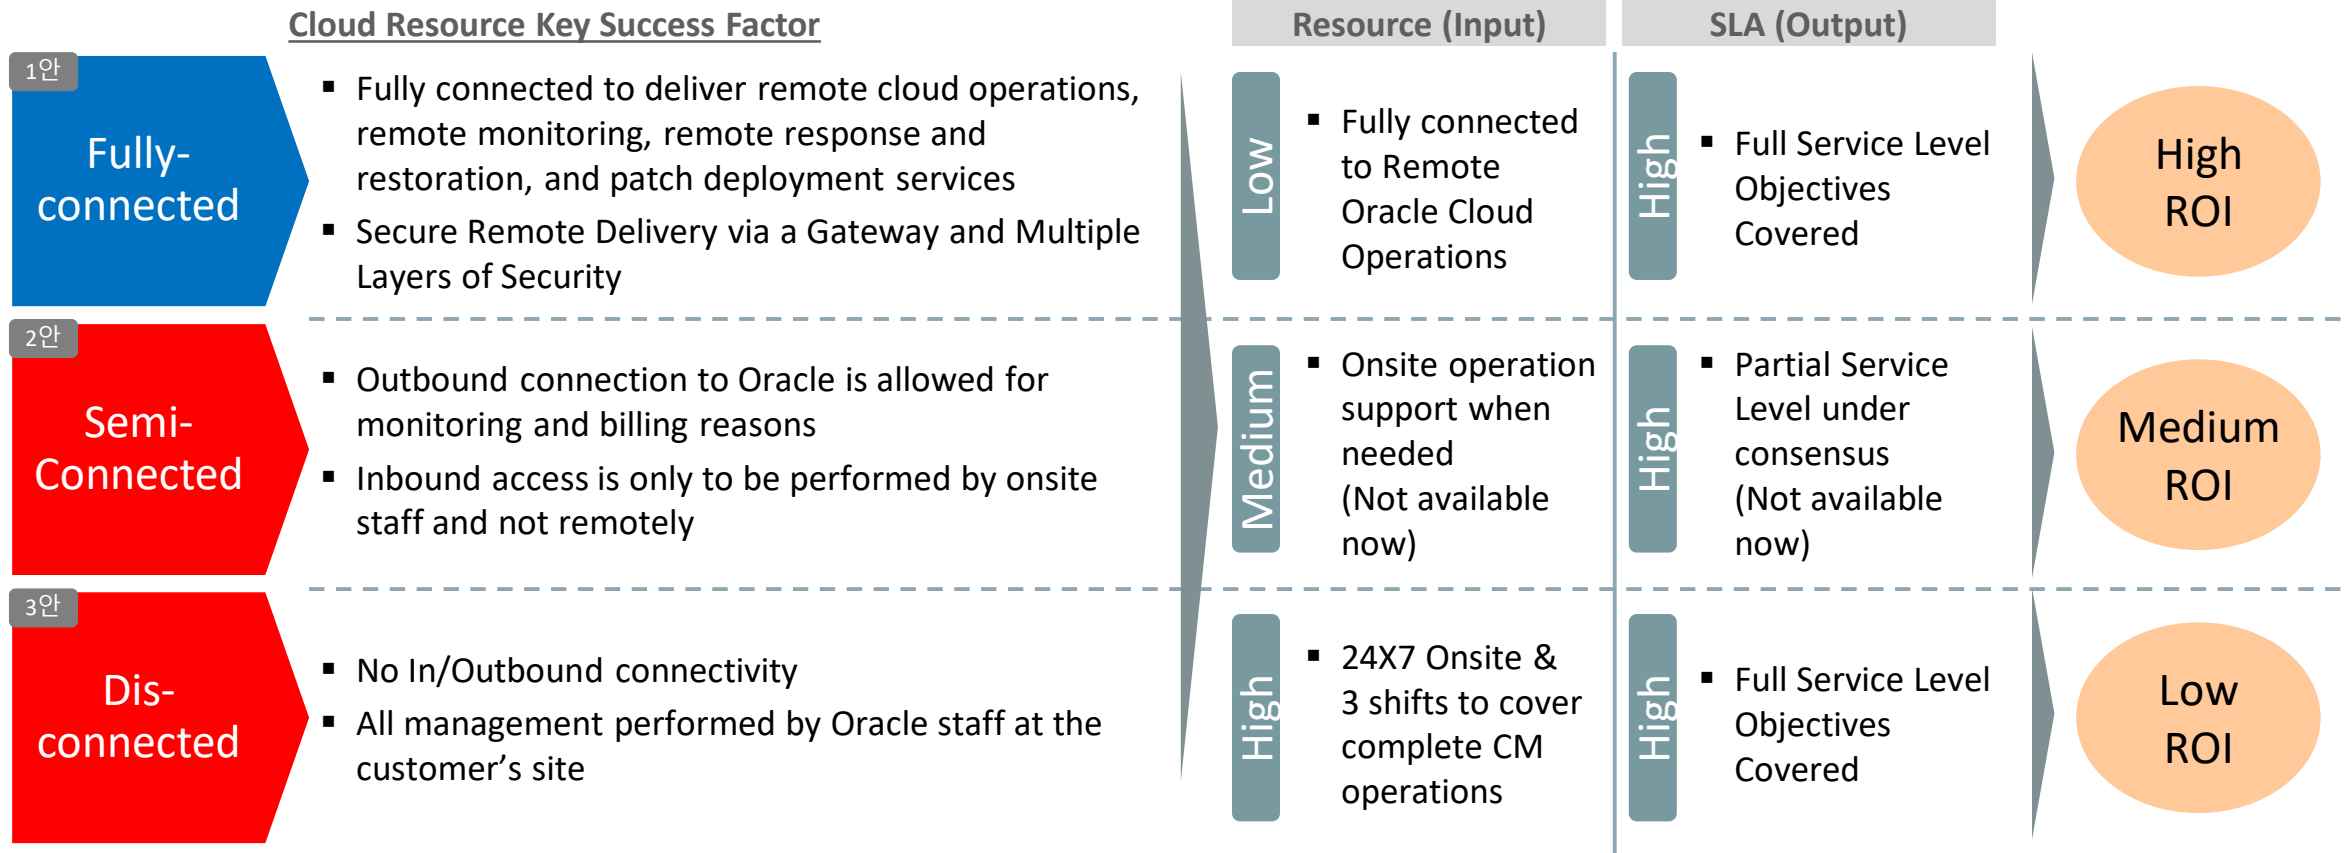 Cloud Resource Key Success Factor
Resource (Input)
SLA (Output)
1안
Fully-
connected
▪ Fully connected to deliver remote cloud operations,
remote monitoring, remote response and
restoration, and patch deployment services
▪ Secure Remote Delivery via a Gateway and Multiple
Layers of Security
Low
▪ Fully connected
to Remote
Oracle Cloud
Operations
High
▪ Full Service Level
Objectives
Covered
High
ROI
2안
Semi-
Connected
▪ Outbound connection to Oracle is allowed for
monitoring and billing reasons
▪ Inbound access is only to be performed by onsite
staff and not remotely
Medium
▪ Onsite operation
support when
needed
(Not available
now)
High
▪ Partial Service
Level under
consensus
(Not available
now)
Medium
ROI
3안
Dis-
connected
▪ No In/Outbound connectivity
▪ All management performed by Oracle staff at the
customer’s site
High
▪ 24X7 Onsite &
3 shifts to cover
complete CM
operations
High
▪ Full Service Level
Objectives
Covered
Low
ROI